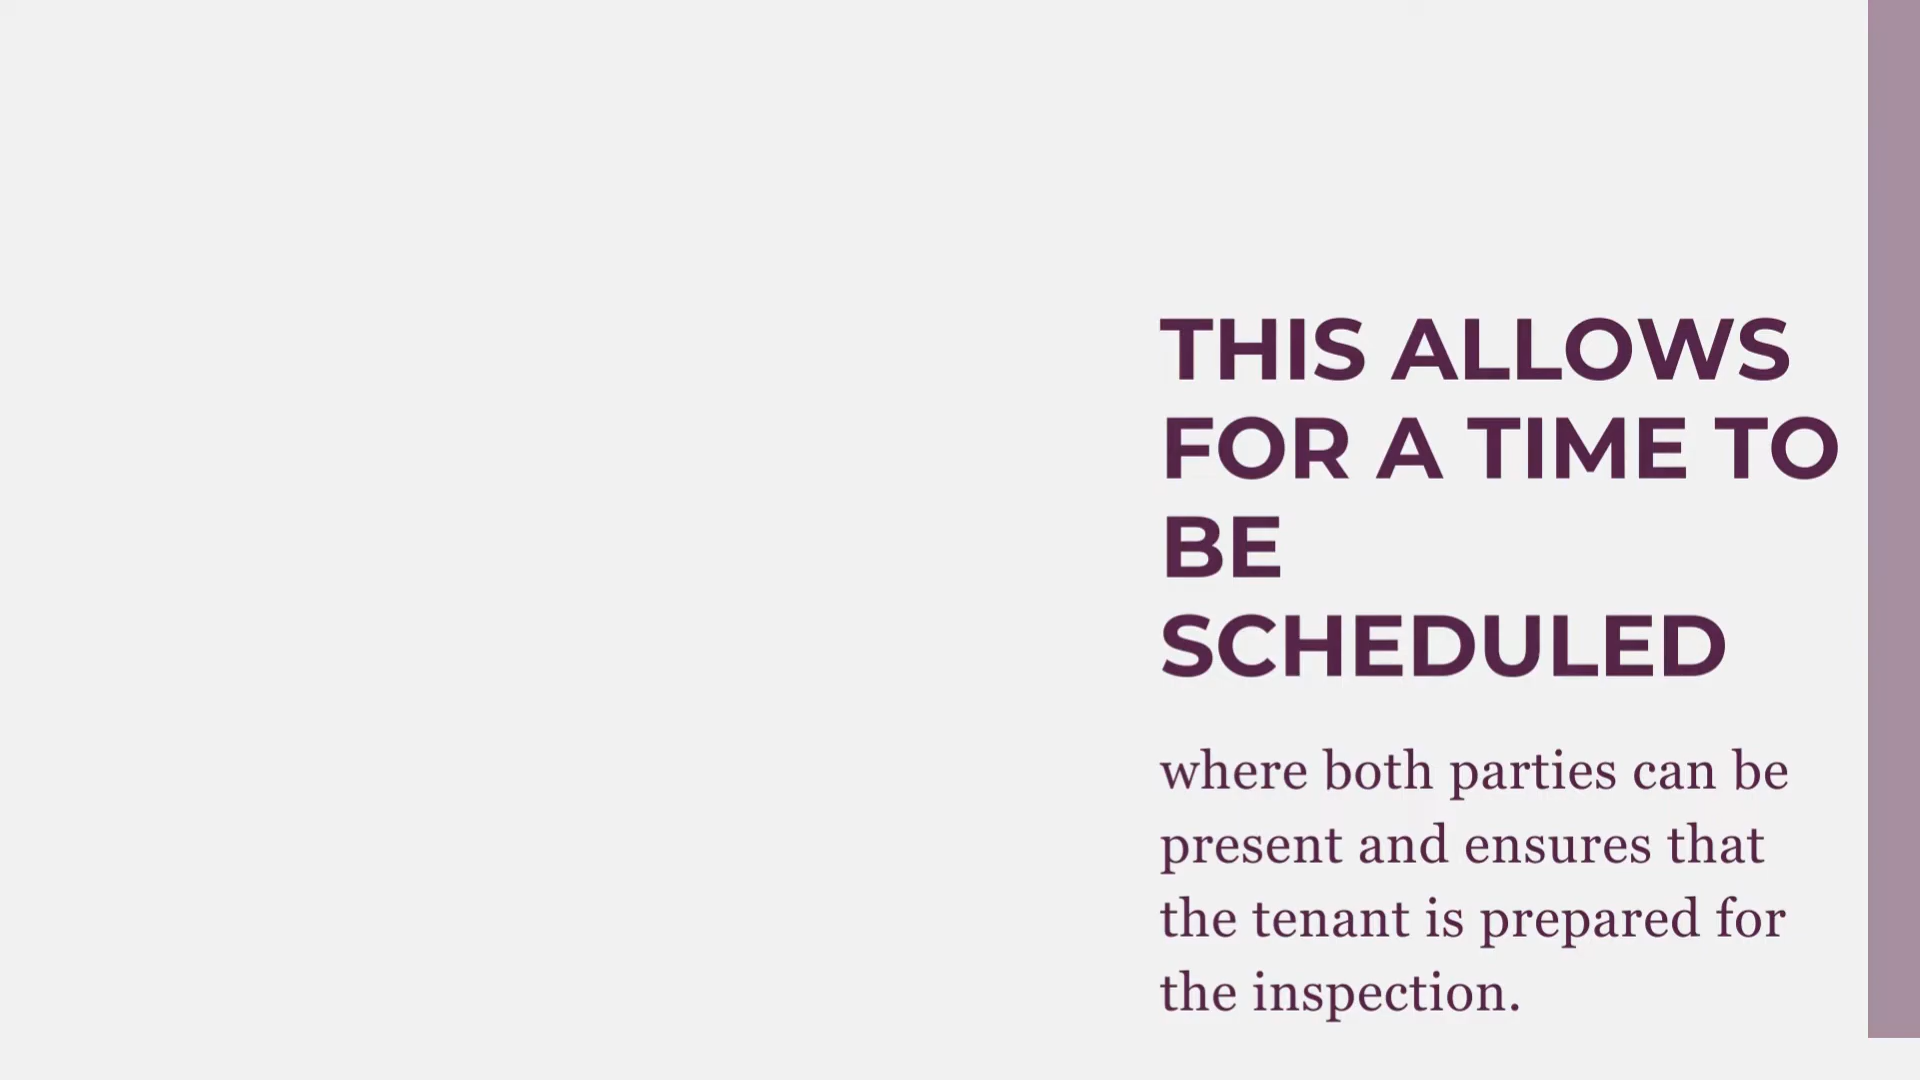 THIS ALLOWS
FOR A TIME TO
BE
SCHEDULED
where both parties can be
present and ensures that
the tenant is prepared for
the inspection.